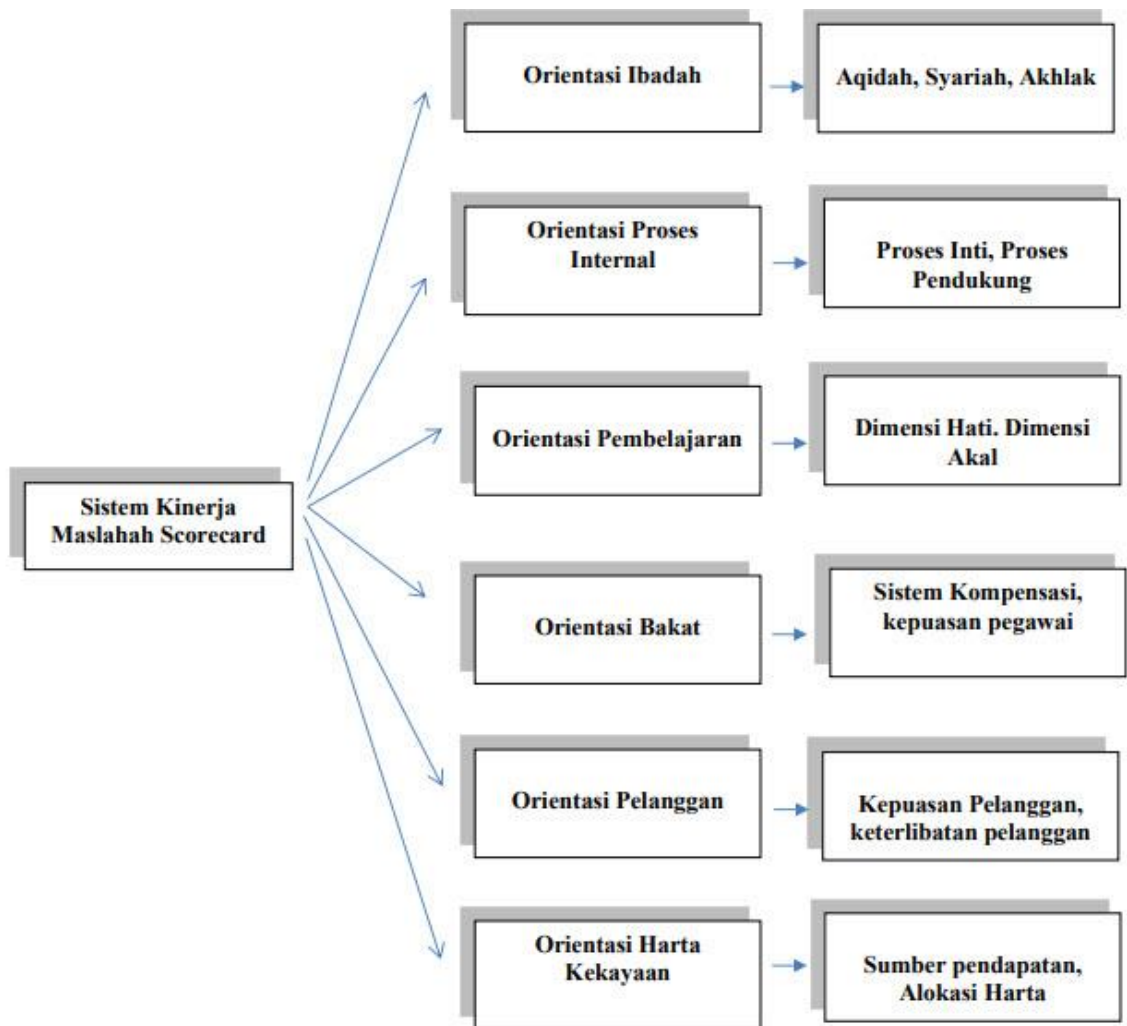 Orientasi Ibadah
Aqidah, Syariah, Akhlak
Orientasi Proses
Internal
Proses Inti, Proses
Pendukung
Orientasi Pembelajaran
Dimensi Hati. Dimensi
Akal
Sistem Kinerja
Maslahah Scorecard
Orientasi Bakat
Sistem Kompensasi,
kepuasan pegawai
Orientasi Pelanggan
Kepuasan Pelanggan,
keterlibatan pelanggan
Orientasi Harta
Kekayaan
Sumber pendapatan,
Alokasi Harta